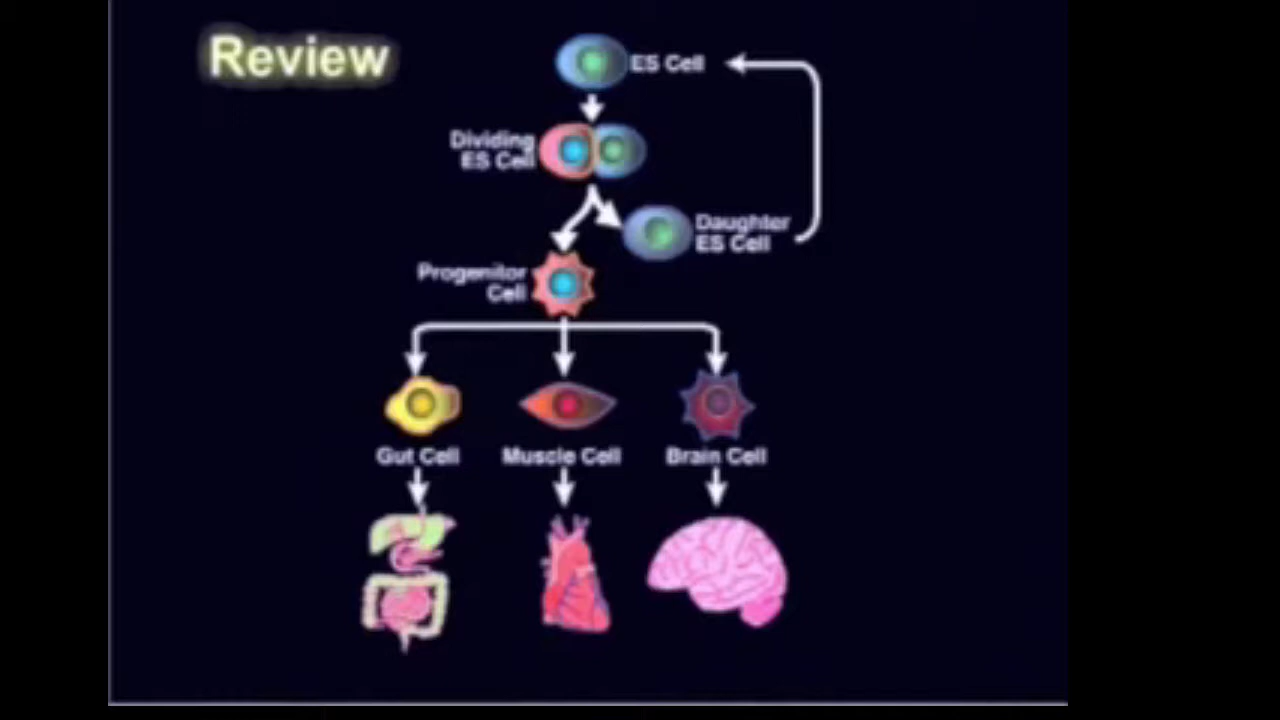 Review
ES Cell
Dividing
ES Cell
Daughter
ES Cell
Progenitor
Cell
Gut Cell
Muscle Cell
Brain Cell